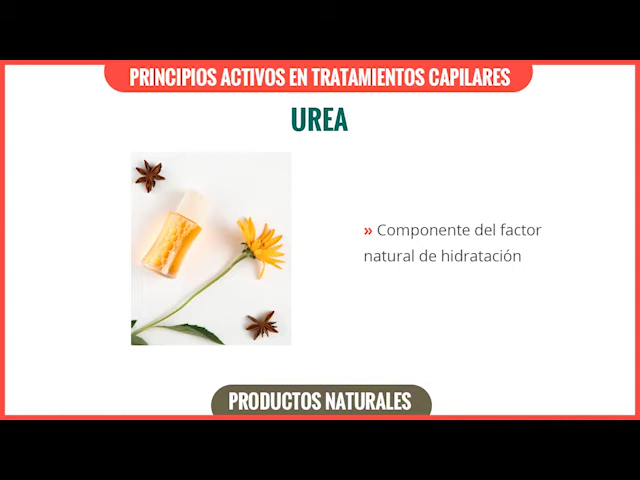 PRINCIPIOS ACTIVOS EN TRATAMIENTOS CAPILARES
UREA
» Componente del factor
natural de hidratación
PRODUCTOS NATURALES